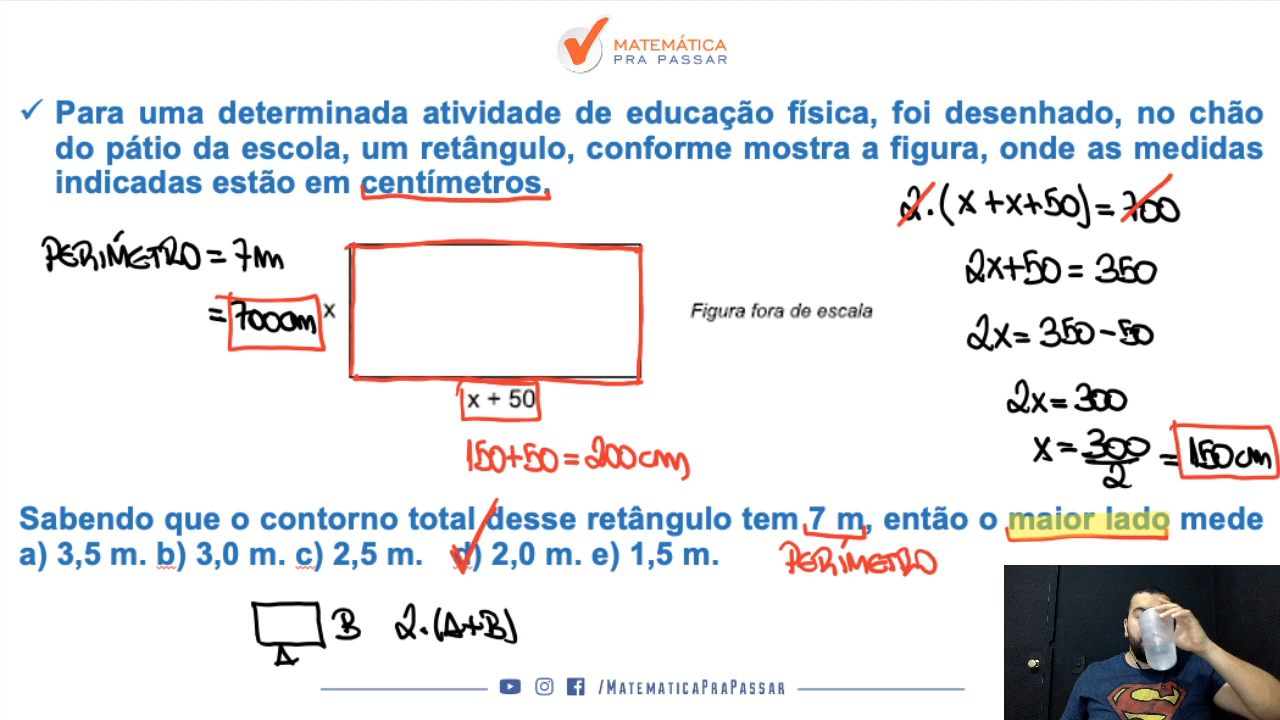 MATEMÁTICA
PRA PASSAR
✓ Para uma determinada atividade de educação física, foi desenhado, no chão
do pátio da escola, um retângulo, conforme mostra a figura, onde as medidas
indicadas estão em centímetros.
2.(x+x+50)=700
PERÍMETRO = 7m
2x+50=350
= 700cm
x
Figura fora de escala
2x=350-50
x + 50
2x=300
150+50=200cm
x=300/2=150cm
Sabendo que o contorno total desse retângulo tem 7 m, então o maior lado mede
a) 3,5 m. b) 3,0 m. c) 2,5 m. d) 2,0 m. e) 1,5 m.
PERÍMETRO
B 2.(A+B)
A
/MATEMATICAPRAPASSAR